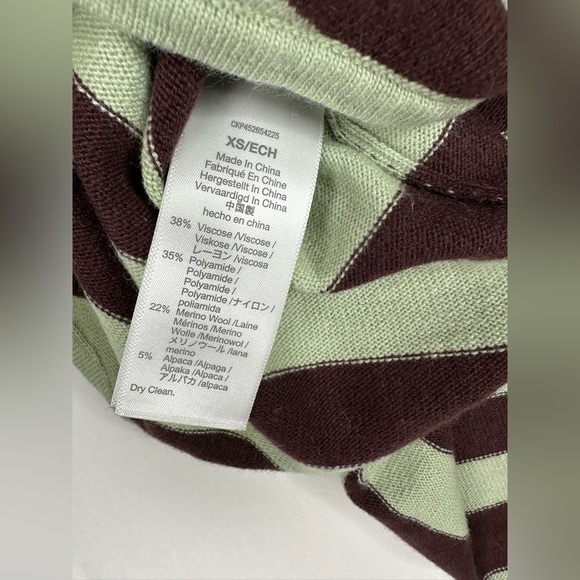 CKP452654225
XS/ECH
Made In China
Fabriqué En Chine
Hergestellt In China
Vervaardigd In China
中国製
hecho en china
38% Viscose /Viscose /
Viskose /Viscose /
レーヨン /viscosa
35% Polyamide /
Polyamide /
Polyamide /
Polyamide /ナイロン /
poliamida
22% Merino Wool /Laine
Mérinos /Merino
Wolle /Merinowol /
メリノウール /lana
merino
5% Alpaca /Alpaga /
Alpaka /Alpaca /
アルパカ /alpaca
Dry Clean.